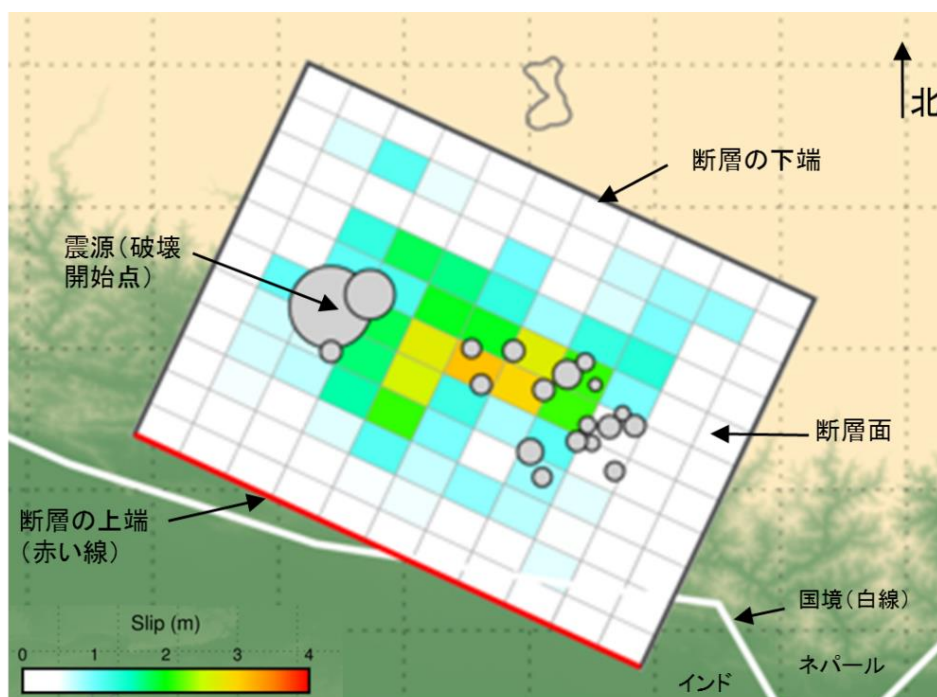 北
断層の下端
震源(破壊
開始点)
断層面
断層の上端
(赤い線)
国境(白線)
Slip (m)
0 1 2 3 4
インド
ネパール